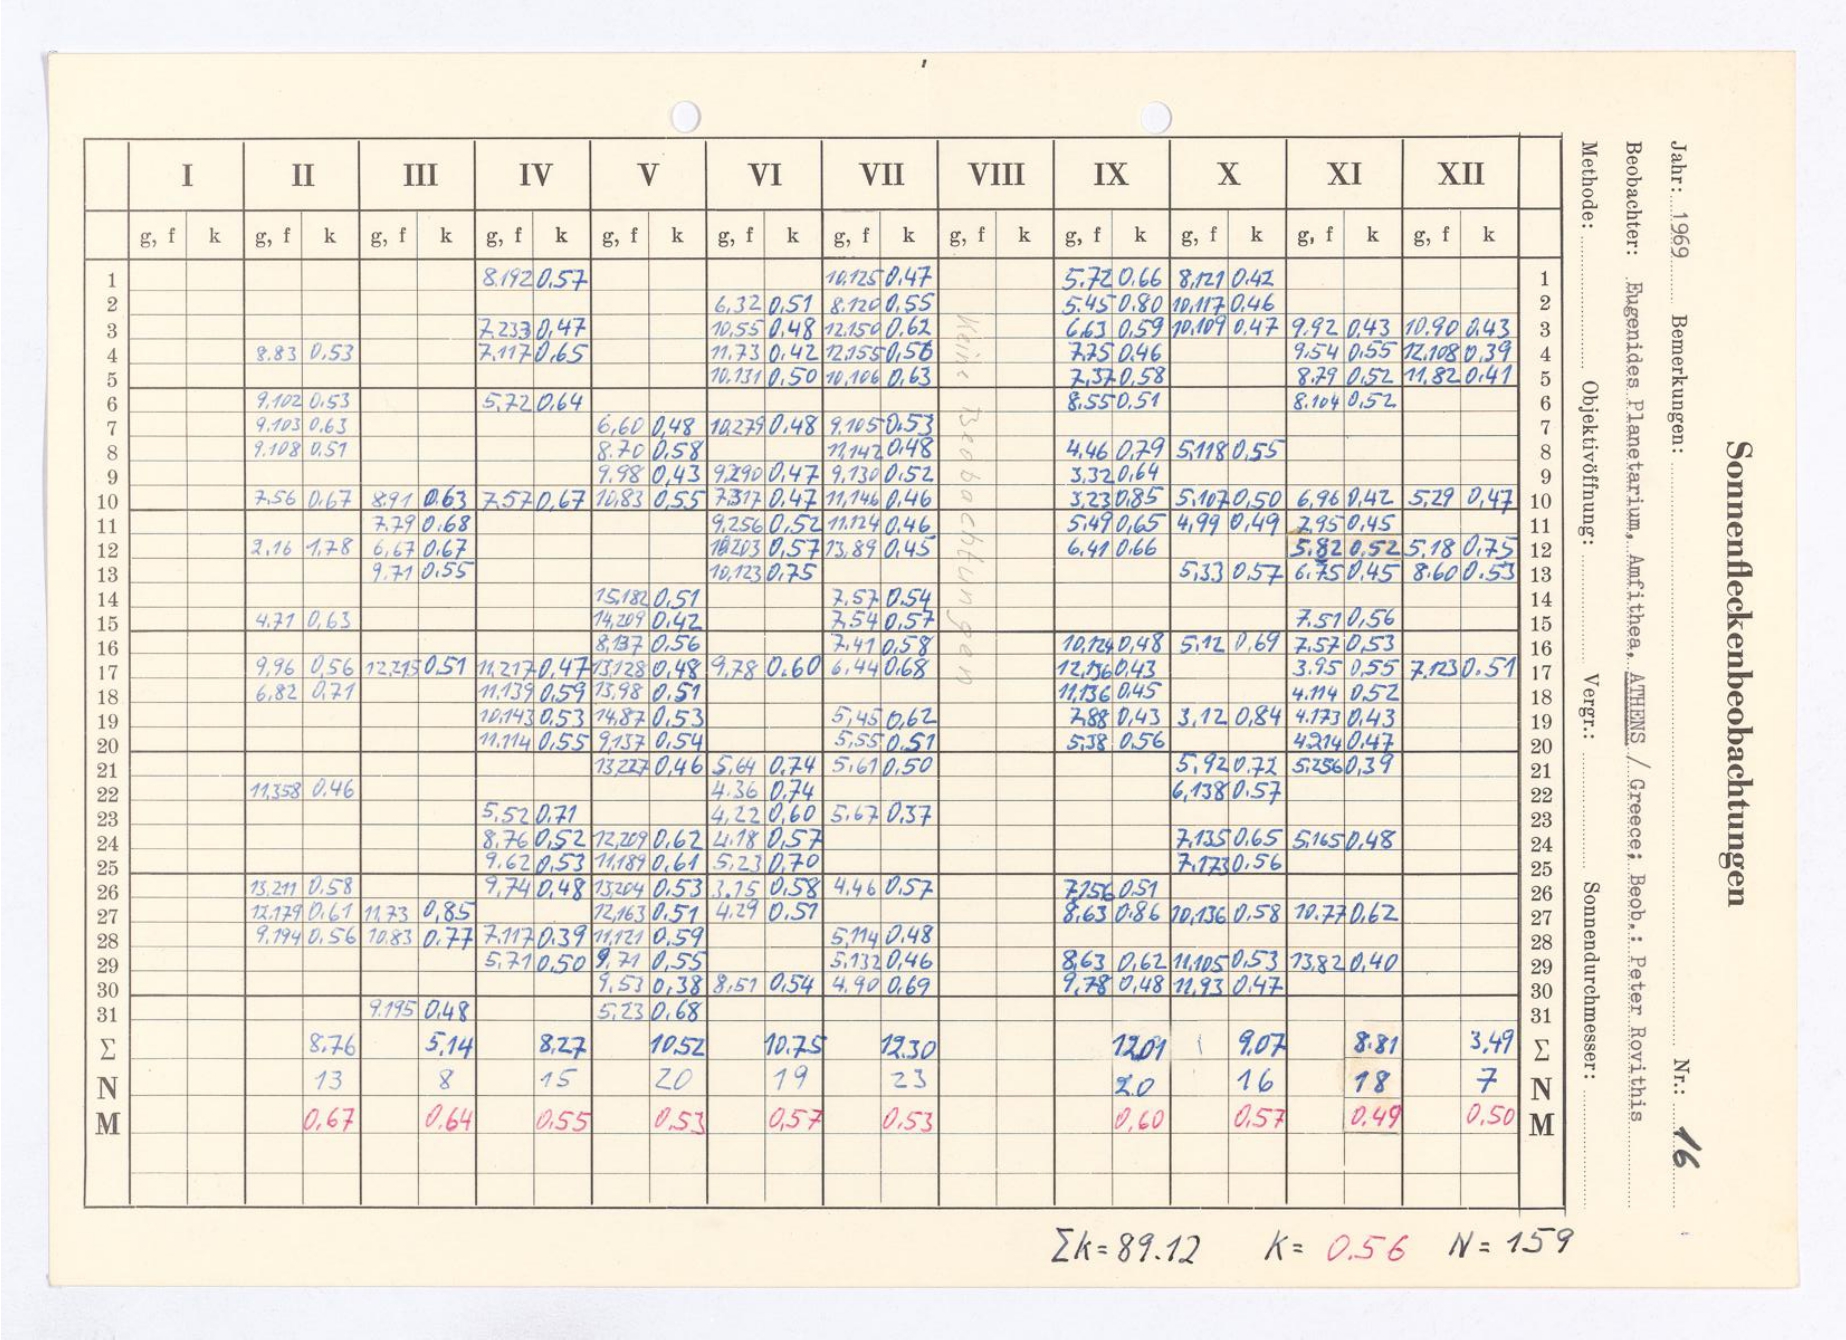 Sonnenfleckenbeobachtungen
Jahr: 1969 Bemerkungen: Nr.: 16
Beobachter: Eugenides Planetarium, Amfithea, ATHENS / Greece; Beob.: Peter Rovithis
Methode: Objektivöffnung: Vergr.: Sonnendurchmesser:
I II III IV V VI VII VIII IX X XI XII
g, f k g, f k g, f k g, f k g, f k g, f k g, f k g, f k g, f k g, f k g, f k g, f k
1 8.192 0.57 10.125 0.47 5.72 0.66 8.121 0.42 1
2 6.32 0.51 8.120 0.55 5.45 0.80 10.117 0.46 2
3 7.233 0.47 10.55 0.48 12.150 0.62 6.63 0.59 10.109 0.47 9.92 0.43 10.90 0.43 3
4 8.83 0.53 7.117 0.65 11.73 0.42 12.155 0.56 7.75 0.46 9.54 0.55 12.108 0.39 4
5 10.131 0.50 10.106 0.63 7.37 0.58 8.79 0.52 11.82 0.41 5
6 9.102 0.53 5.72 0.64 8.55 0.51 8.104 0.52 6
7 9.103 0.63 6.60 0.48 10.279 0.48 9.105 0.53 7
8 9.108 0.51 8.70 0.58 11.142 0.48 4.46 0.79 5.118 0.55 8
9 9.98 0.43 9.290 0.47 9.130 0.52 3.32 0.64 9
10 7.56 0.67 8.91 0.63 7.57 0.67 10.83 0.55 7.317 0.47 11.146 0.46 3.23 0.85 5.107 0.50 6.96 0.42 5.29 0.47 10
11 7.79 0.68 9.256 0.52 11.124 0.46 5.49 0.65 4.99 0.49 7.95 0.45 11
12 2.16 1.78 6.67 0.67 10.203 0.57 13.89 0.45 6.41 0.66 5.82 0.52 5.18 0.75 12
13 9.71 0.55 10.123 0.75 5.33 0.57 6.75 0.45 8.60 0.53 13
14 15.182 0.51 7.57 0.54 14
15 4.71 0.63 14.209 0.42 7.54 0.57 7.51 0.56 15
16 8.137 0.56 7.41 0.58 10.124 0.48 5.12 0.69 7.57 0.53 16
17 9.96 0.56 12.215 0.51 11.217 0.47 13.128 0.48 9.78 0.60 6.44 0.68 12.136 0.43 3.95 0.55 7.123 0.51 17
18 6.82 0.71 11.139 0.59 13.98 0.51 11.136 0.45 4.114 0.52 18
19 10.143 0.53 14.87 0.53 5.45 0.62 7.88 0.43 3.12 0.84 4.173 0.43 19
20 11.114 0.55 9.137 0.54 5.55 0.51 5.38 0.56 4.214 0.47 20
21 13.227 0.46 5.64 0.74 5.61 0.50 5.92 0.72 5.256 0.39 21
22 11.358 0.46 4.36 0.74 6.138 0.57 22
23 5.52 0.71 4.22 0.60 5.67 0.37 23
24 8.76 0.52 12.209 0.62 4.18 0.57 7.135 0.65 5.165 0.48 24
25 9.62 0.53 11.189 0.61 5.23 0.70 7.173 0.56 25
26 13.211 0.58 9.74 0.48 13.204 0.53 3.15 0.58 4.46 0.57 7.156 0.51 26
27 12.179 0.61 11.73 0.85 12.163 0.51 4.29 0.51 8.63 0.86 10.136 0.58 10.77 0.62 27
28 9.194 0.56 10.83 0.77 7.117 0.39 11.121 0.59 5.114 0.48 28
29 5.71 0.50 9.71 0.55 5.132 0.46 8.63 0.62 11.105 0.53 13.82 0.40 29
30 9.53 0.38 8.51 0.54 4.90 0.69 9.78 0.48 11.93 0.47 30
31 9.195 0.48 5.23 0.68 31
Keine Beobachtungen
Σ 8.76 5.14 8.27 10.52 10.75 12.30 12.01 9.07 8.81 3.49 Σ
N 13 8 15 20 19 23 20 16 18 7 N
M 0.67 0.64 0.55 0.53 0.57 0.53 0.60 0.57 0.49 0.50 M
Σk = 89.12 K = 0.56 N = 159